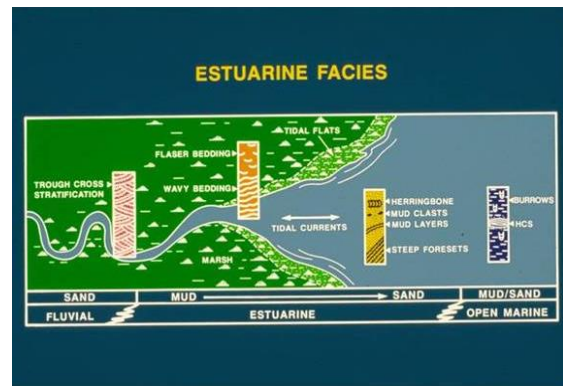 ESTUARINE FACIES
TIDAL FLATS
FLASER BEDDING
TROUGH CROSS
STRATIFICATION
WAVY BEDDING
HERRINGBONE
MUD CLASTS
MUD LAYERS
STEEP FORESETS
BURROWS
HCS
TIDAL CURRENTS
MARSH
SAND MUD SAND MUD/SAND
FLUVIAL ESTUARINE OPEN MARINE